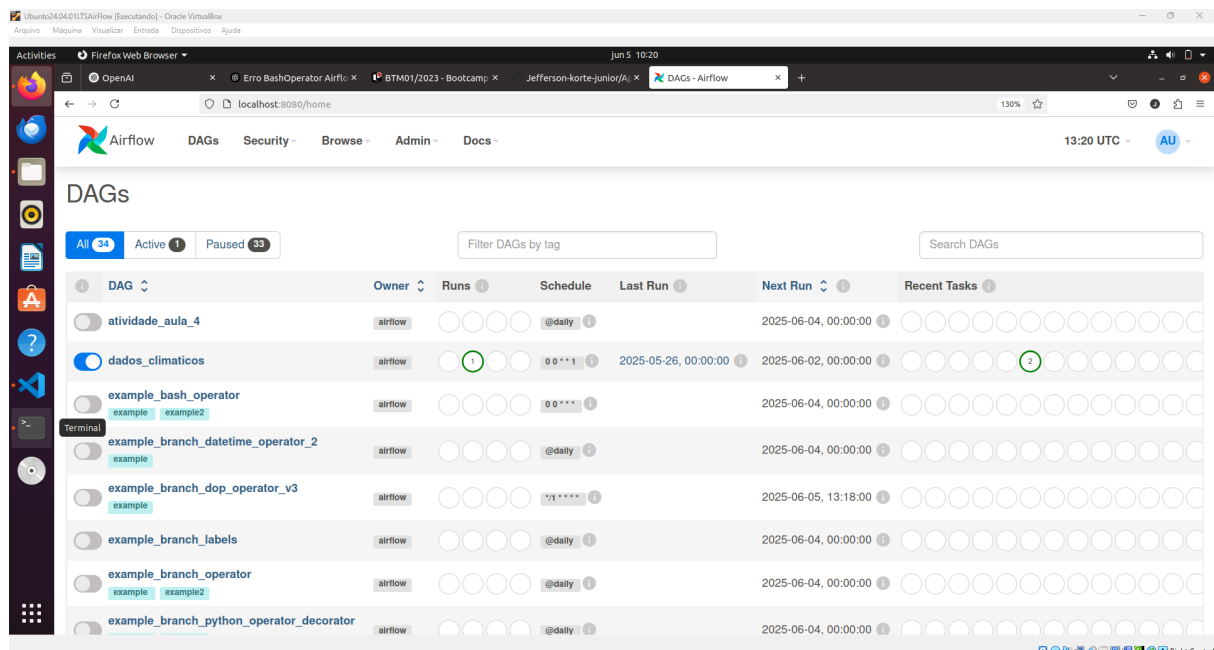 Ubunto24.04.01LTSAirFlow [Executando] - Oracle VirtualBox
Arquivo Máquina Visualizar Entrada Dispositivos Ajuda
Activities Firefox Web Browser jun 5 10:20
OpenAI × Erro BashOperator Airflo × BTM01/2023 - Bootcamp × Jefferson-korte-junior/Ap × DAGs - Airflow × +
localhost:8080/home 130%
Airflow DAGs Security Browse Admin Docs 13:20 UTC AU
DAGs
All 34 Active 1 Paused 33 Filter DAGs by tag Search DAGs
DAG Owner Runs Schedule Last Run Next Run Recent Tasks
atividade_aula_4 airflow @daily 2025-06-04, 00:00:00
dados_climaticos airflow 1 0 0 * * 1 2025-05-26, 00:00:00 2025-06-02, 00:00:00 2
example_bash_operator airflow 0 0 * * * 2025-06-04, 00:00:00
example example2
Terminal
example_branch_datetime_operator_2 airflow @daily 2025-06-04, 00:00:00
example
example_branch_dop_operator_v3 airflow */1 * * * * 2025-06-05, 13:18:00
example
example_branch_labels airflow @daily 2025-06-04, 00:00:00
example_branch_operator airflow @daily 2025-06-04, 00:00:00
example example2
example_branch_python_operator_decorator airflow @daily 2025-06-04, 00:00:00